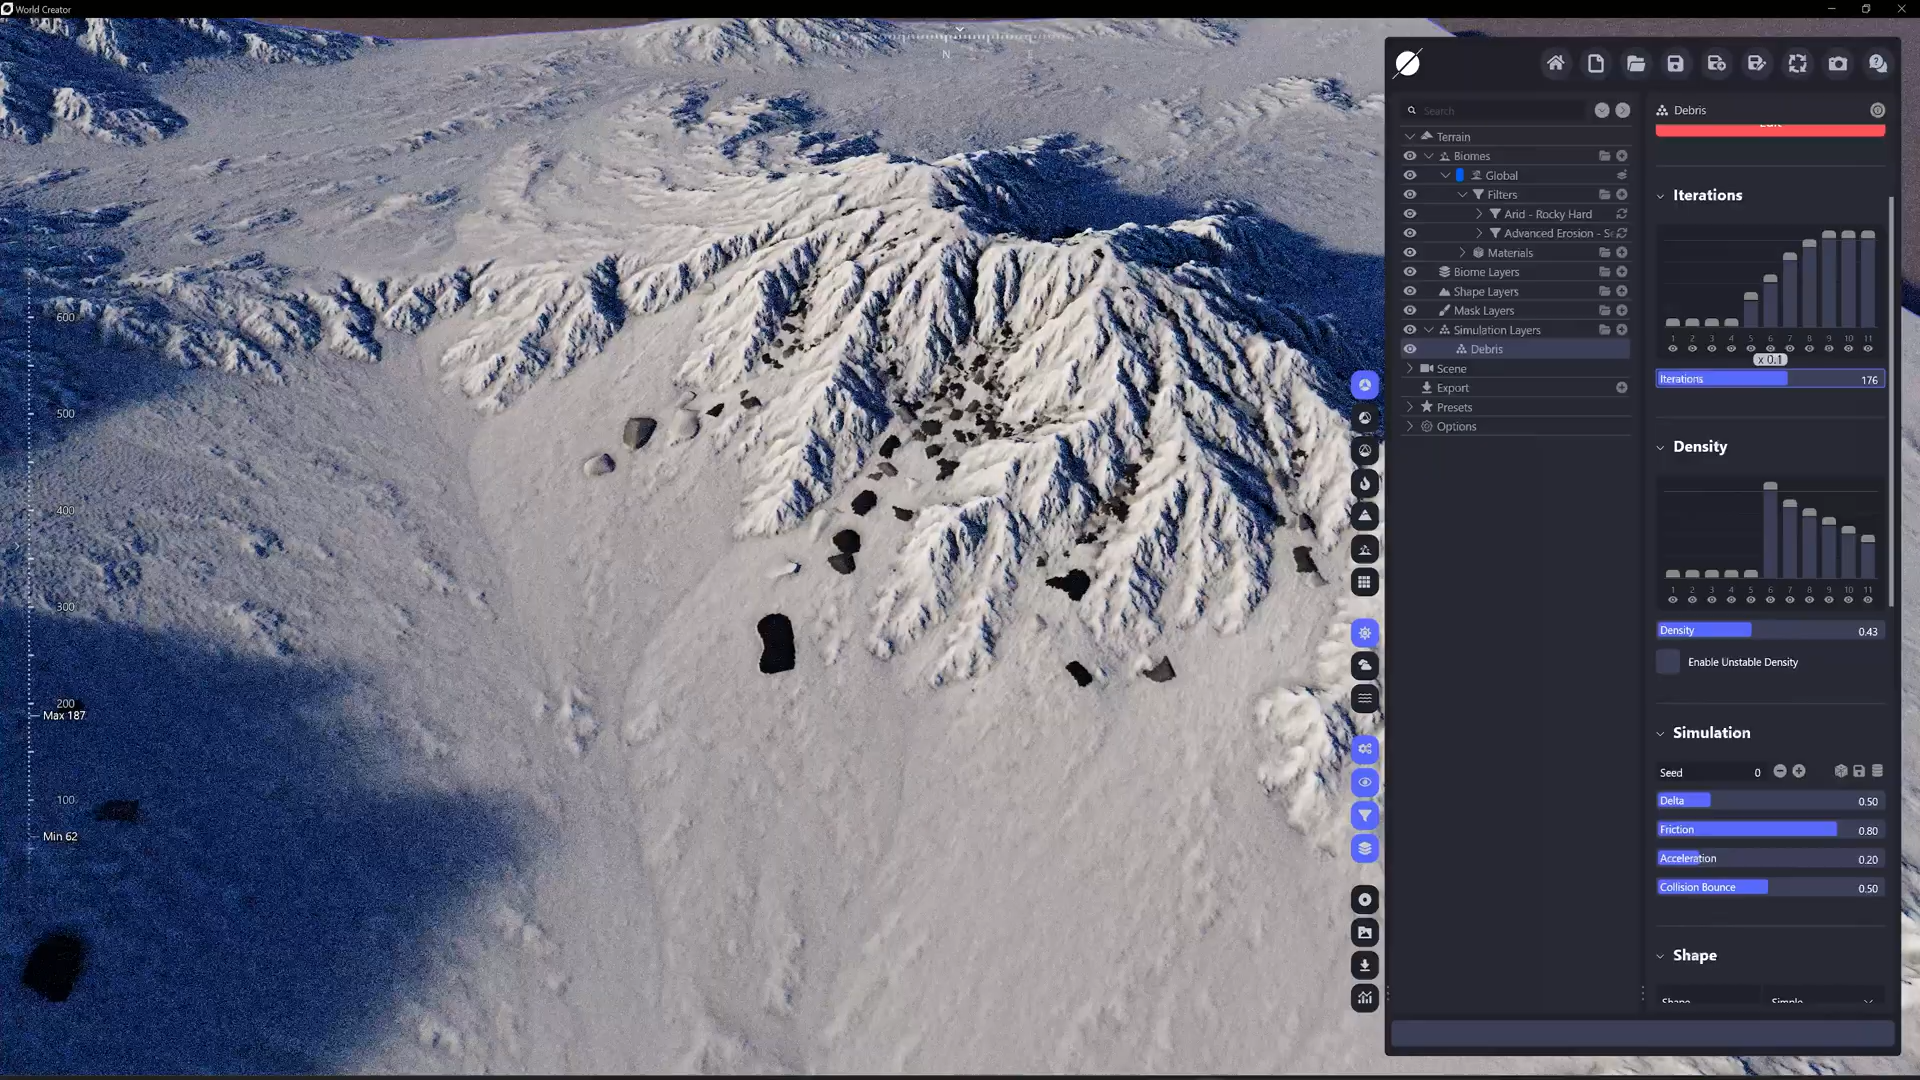 World Creator
N
600
500
400
300
200
Max 187
100
Min 62
Search
Terrain
Biomes
Global
Filters
Arid - Rocky Hard
Advanced Erosion - S
Materials
Biome Layers
Shape Layers
Mask Layers
Simulation Layers
Debris
Scene
Export
Presets
Options
Debris
Iterations
1 2 3 4 5 6 7 8 9 10 11
x 0.1
Iterations 176
Density
1 2 3 4 5 6 7 8 9 10 11
Density 0.43
Enable Unstable Density
Simulation
Seed 0
Delta 0.50
Friction 0.80
Acceleration 0.20
Collision Bounce 0.50
Shape
Shape Simple